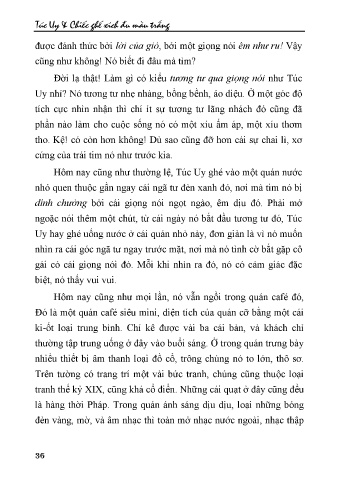 Túc Uy & Chiếc ghế xích đu màu trắng
được đánh thức bởi lời của gió, bởi một giọng nói êm như ru! Vậy
cũng như không! Nó biết đi đâu mà tìm?
Đời lạ thật! Làm gì có kiểu tương tư qua giọng nói như Túc
Uy nhỉ? Nó tương tư nhẹ nhàng, bồng bềnh, ảo diệu. Ở một góc độ
tích cực nhìn nhận thì chí ít sự tương tư lãng nhách đó cũng đã
phần nào làm cho cuộc sống nó có một xíu ấm áp, một xíu thơm
tho. Kệ! có còn hơn không! Dù sao cũng đỡ hơn cái sự chai lì, xơ
cứng của trái tim nó như trước kia.
Hôm nay cũng như thường lệ, Túc Uy ghé vào một quán nước
nhỏ quen thuộc gần ngay cái ngã tư đèn xanh đỏ, nơi mà tim nó bị
dính chưởng bởi cái giọng nói ngọt ngào, êm dịu đó. Phải mở
ngoặc nói thêm một chút, từ cái ngày nó bắt đầu tương tư đó, Túc
Uy hay ghé uống nước ở cái quán nhỏ này, đơn giản là vì nó muốn
nhìn ra cái góc ngã tư ngay trước mặt, nơi mà nó tình cờ bắt gặp cô
gái có cái giọng nói đó. Mỗi khi nhìn ra đó, nó có cảm giác đặc
biệt, nó thấy vui vui.
Hôm nay cũng như mọi lần, nó vẫn ngồi trong quán café đó,
Đó là một quán café siêu mini, diện tích của quán cỡ bằng một cái
ki-ốt loại trung bình. Chỉ kê được vài ba cái bàn, và khách chỉ
thường tập trung uống ở đây vào buổi sáng. Ở trong quán trưng bày
nhiều thiết bị âm thanh loại đồ cổ, trông chúng nó to lớn, thô sơ.
Trên tường có trang trí một vài bức tranh, chúng cũng thuộc loại
tranh thế kỷ XIX, cũng khá cổ điển. Những cái quạt ở đây cũng đều
là hàng thời Pháp. Trong quán ánh sáng dịu dịu, loại những bóng
đèn vàng, mờ, và âm nhạc thì toàn mở nhạc nước ngoài, nhạc thập
36